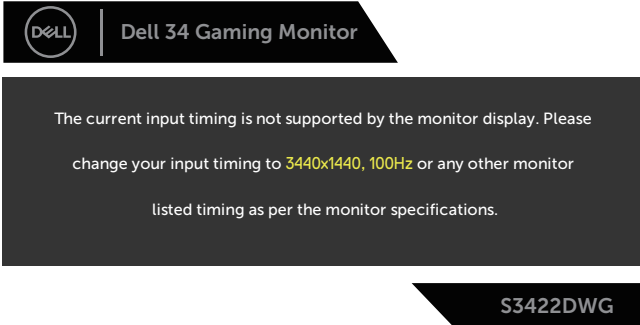 DELL
Dell 34 Gaming Monitor
The current input timing is not supported by the monitor display. Please
change your input timing to 3440x1440, 100Hz or any other monitor
listed timing as per the monitor specifications.
S3422DWG